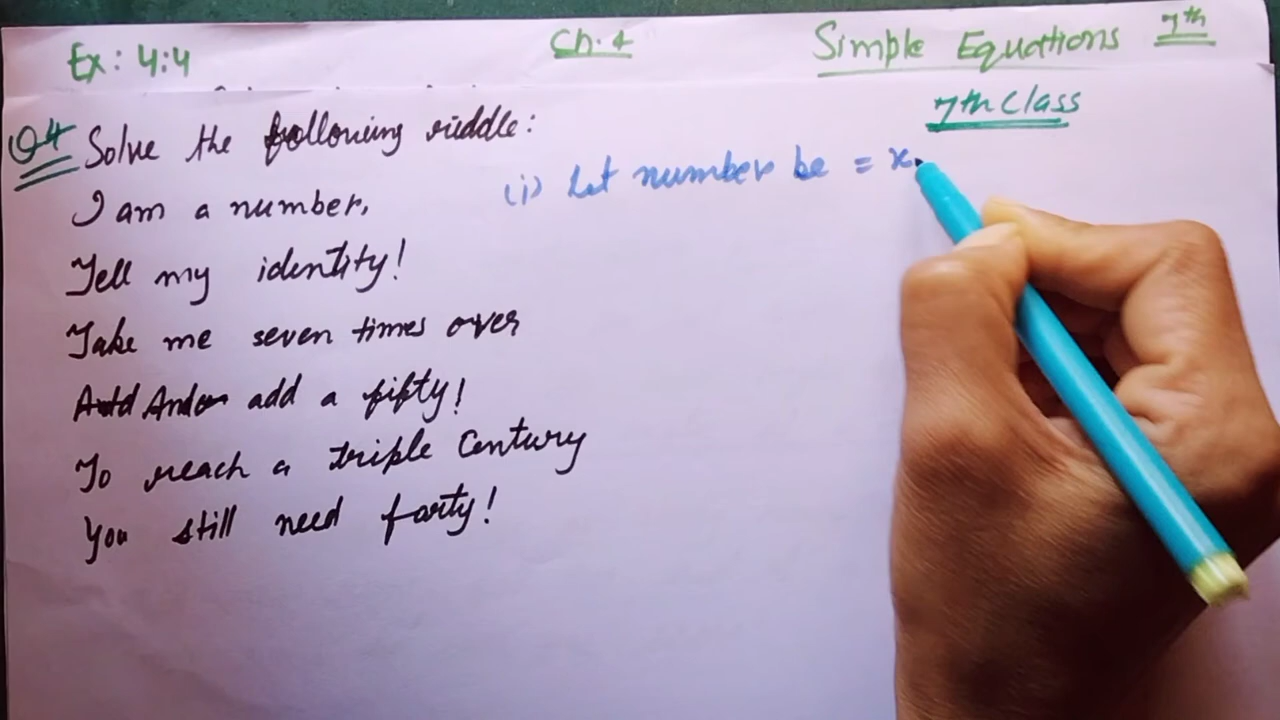 Ex: 4:4
Ch. 4
Simple Equations 7th
7th Class
Q4 Solve the following riddle:
(i) Let number be = x
I am a number,
Tell my identity!
Take me seven times over
add a fifty!
To reach a triple Century
You still need forty!